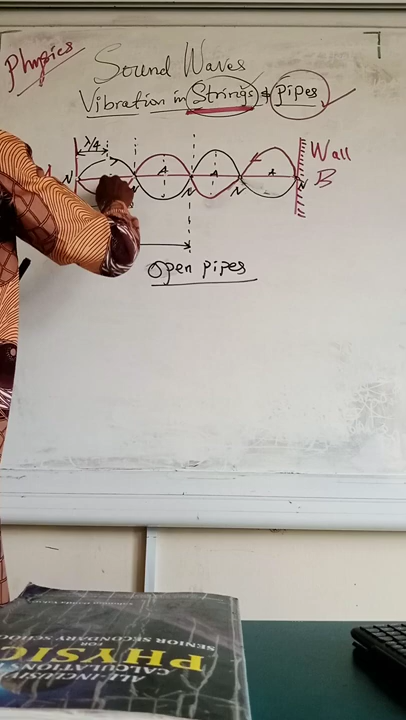 Physics
Sound Waves
Vibration in Strings & pipes
λ/4
Wall
B
N A N A N A N
Open pipes
ALL-INCLUSIVE
PHYSICS
CALCULATIONS
FOR
SENIOR SECONDARY SCHOOL